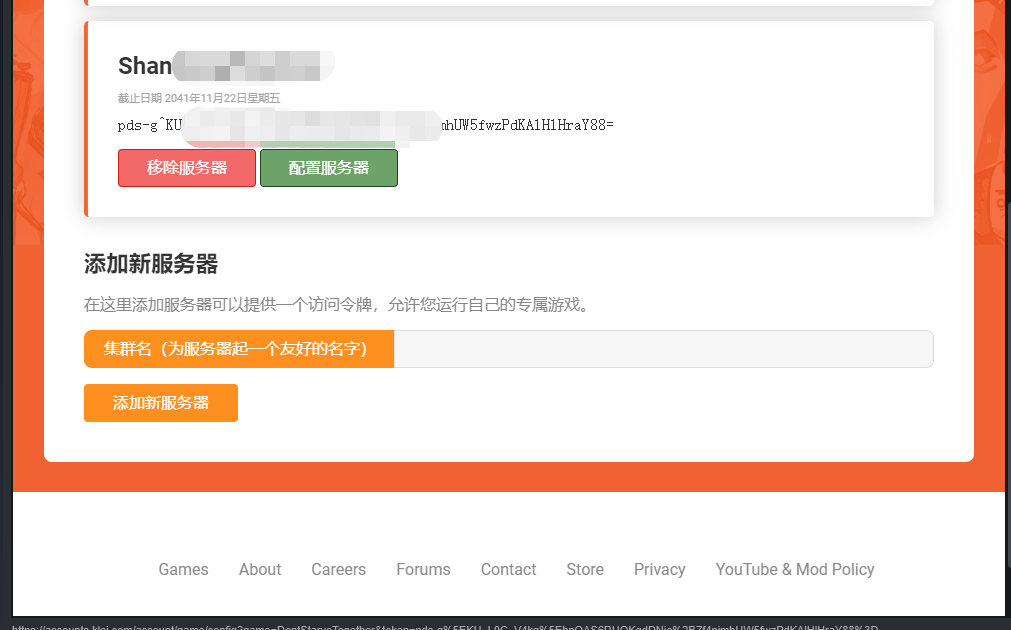 Shan
截止日期 2041年11月22日星期五
pds-g^KU
nhUW5fwzPdKAlHlHraY88=
移除服务器 配置服务器
添加新服务器
在这里添加服务器可以提供一个访问令牌，允许您运行自己的专属游戏。
集群名（为服务器起一个友好的名字）
添加新服务器
Games About Careers Forums Contact Store Privacy YouTube & Mod Policy